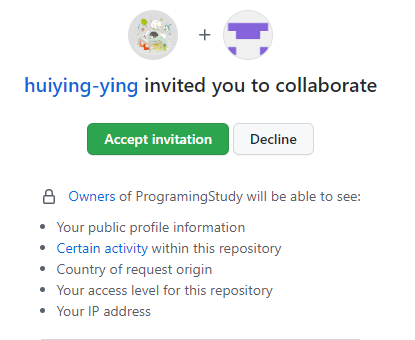 +
huiying-ying invited you to collaborate
Accept invitation Decline
Owners of ProgramingStudy will be able to see:
• Your public profile information
• Certain activity within this repository
• Country of request origin
• Your access level for this repository
• Your IP address